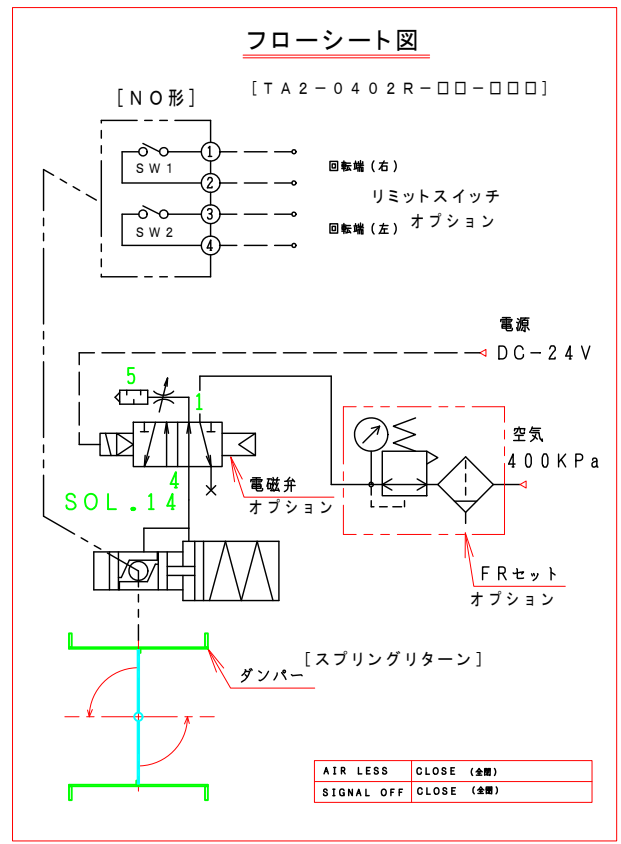 フローシート図
[TA2-0402R-□□-□□□]
[NO形]
SW1
1
2
回転端(右)
リミットスイッチ
オプション
SW2
3
4
回転端(左)
電源
DC-24V
5
1
空気
400KPa
4
SOL.14
電磁弁
オプション
FRセット
オプション
[スプリングリターン]
ダンパー
AIR LESS CLOSE (全閉)
SIGNAL OFF CLOSE (全閉)